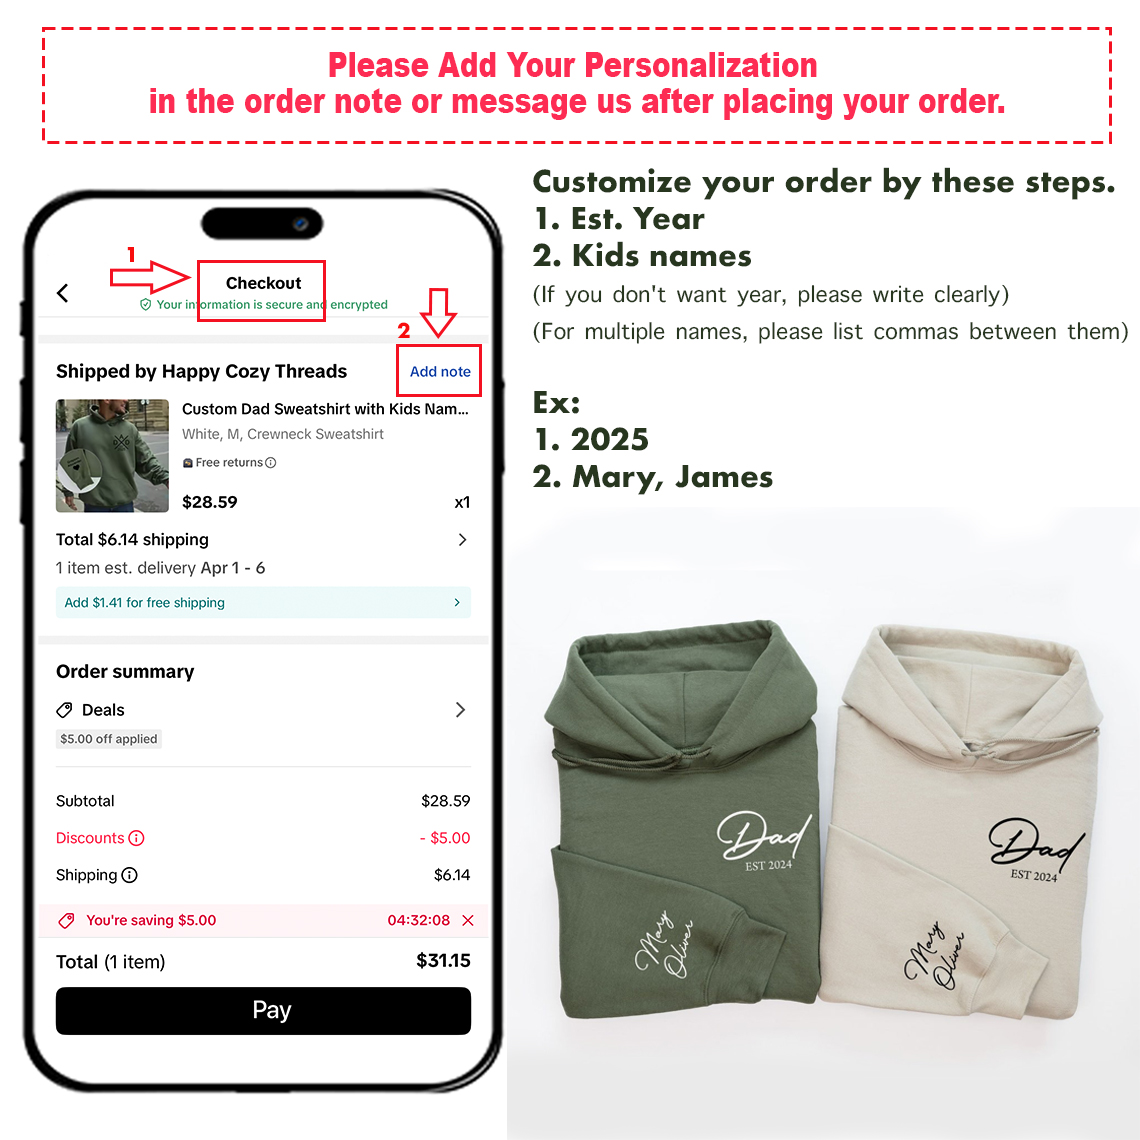 Please Add Your Personalization
in the order note or message us after placing your order.
Customize your order by these steps.
1. Est. Year
2. Kids names
(If you don't want year, please write clearly)
(For multiple names, please list commas between them)
Ex:
1. 2025
2. Mary, James
1
Checkout
Your information is secure and encrypted
2
Shipped by Happy Cozy Threads
Add note
Custom Dad Sweatshirt with Kids Nam...
White, M, Crewneck Sweatshirt
Free returns
$28.59
x1
Total $6.14 shipping
1 item est. delivery Apr 1 - 6
Add $1.41 for free shipping
Order summary
Deals
$5.00 off applied
Subtotal
$28.59
Discounts
- $5.00
Shipping
$6.14
You're saving $5.00
04:32:08
Total (1 item)
$31.15
Pay
Dad
EST 2024
Mary
Oliver
Dad
EST 2024
Mary
Oliver